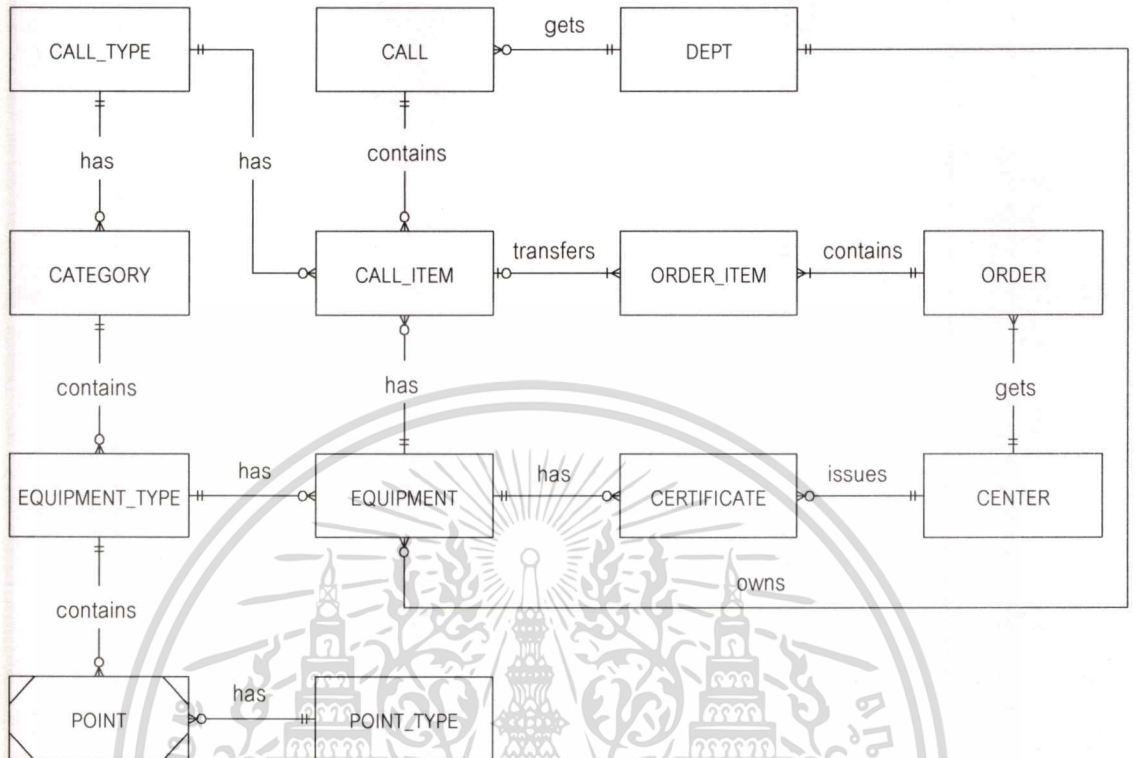 gets
CALL_TYPE
CALL
DEPT
has
has
contains
CATEGORY
CALL_ITEM
transfers
ORDER_ITEM
contains
ORDER
contains
has
gets
EQUIPMENT_TYPE
has
EQUIPMENT
has
CERTIFICATE
issues
CENTER
owns
contains
POINT
has
POINT_TYPE